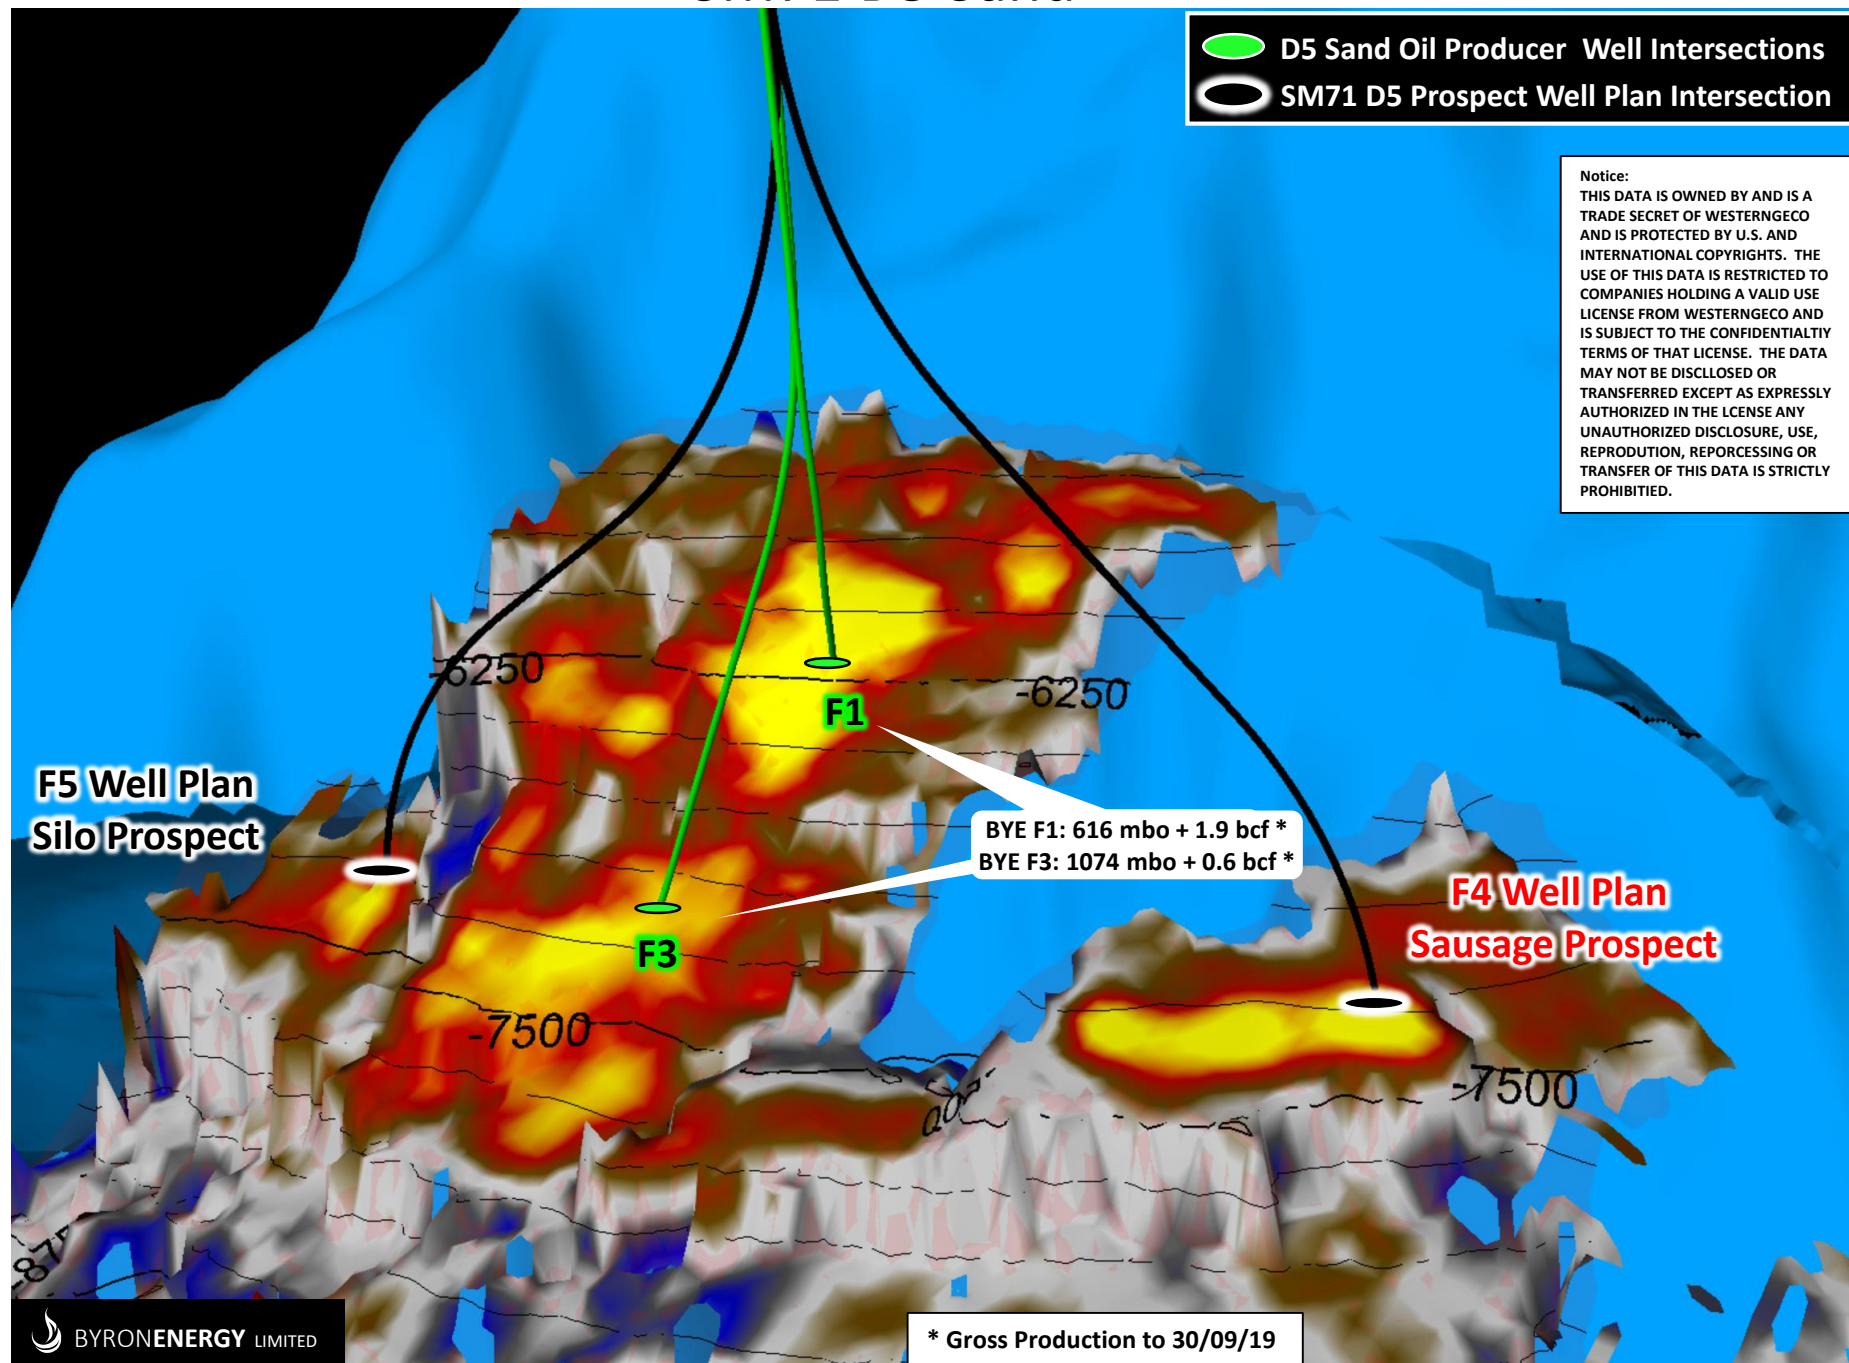 D5 Sand Oil Producer Well Intersections
SM71 D5 Prospect Well Plan Intersection
Notice:
THIS DATA IS OWNED BY AND IS A
TRADE SECRET OF WESTERNGECO
AND IS PROTECTED BY U.S. AND
INTERNATIONAL COPYRIGHTS. THE
USE OF THIS DATA IS RESTRICTED TO
COMPANIES HOLDING A VALID USE
LICENSE FROM WESTERNGECO AND
IS SUBJECT TO THE CONFIDENTIALTIY
TERMS OF THAT LICENSE. THE DATA
MAY NOT BE DISCLLOSED OR
TRANSFERRED EXCEPT AS EXPRESSLY
AUTHORIZED IN THE LCENSE ANY
UNAUTHORIZED DISCLOSURE, USE,
REPRODUTION, REPORCESSING OR
TRANSFER OF THIS DATA IS STRICTLY
PROHIBITIED.
-6250
-6250
F1
F5 Well Plan
Silo Prospect
BYE F1: 616 mbo + 1.9 bcf *
BYE F3: 1074 mbo + 0.6 bcf *
F4 Well Plan
Sausage Prospect
F3
-7500
-7500
BYRONENERGY LIMITED
* Gross Production to 30/09/19